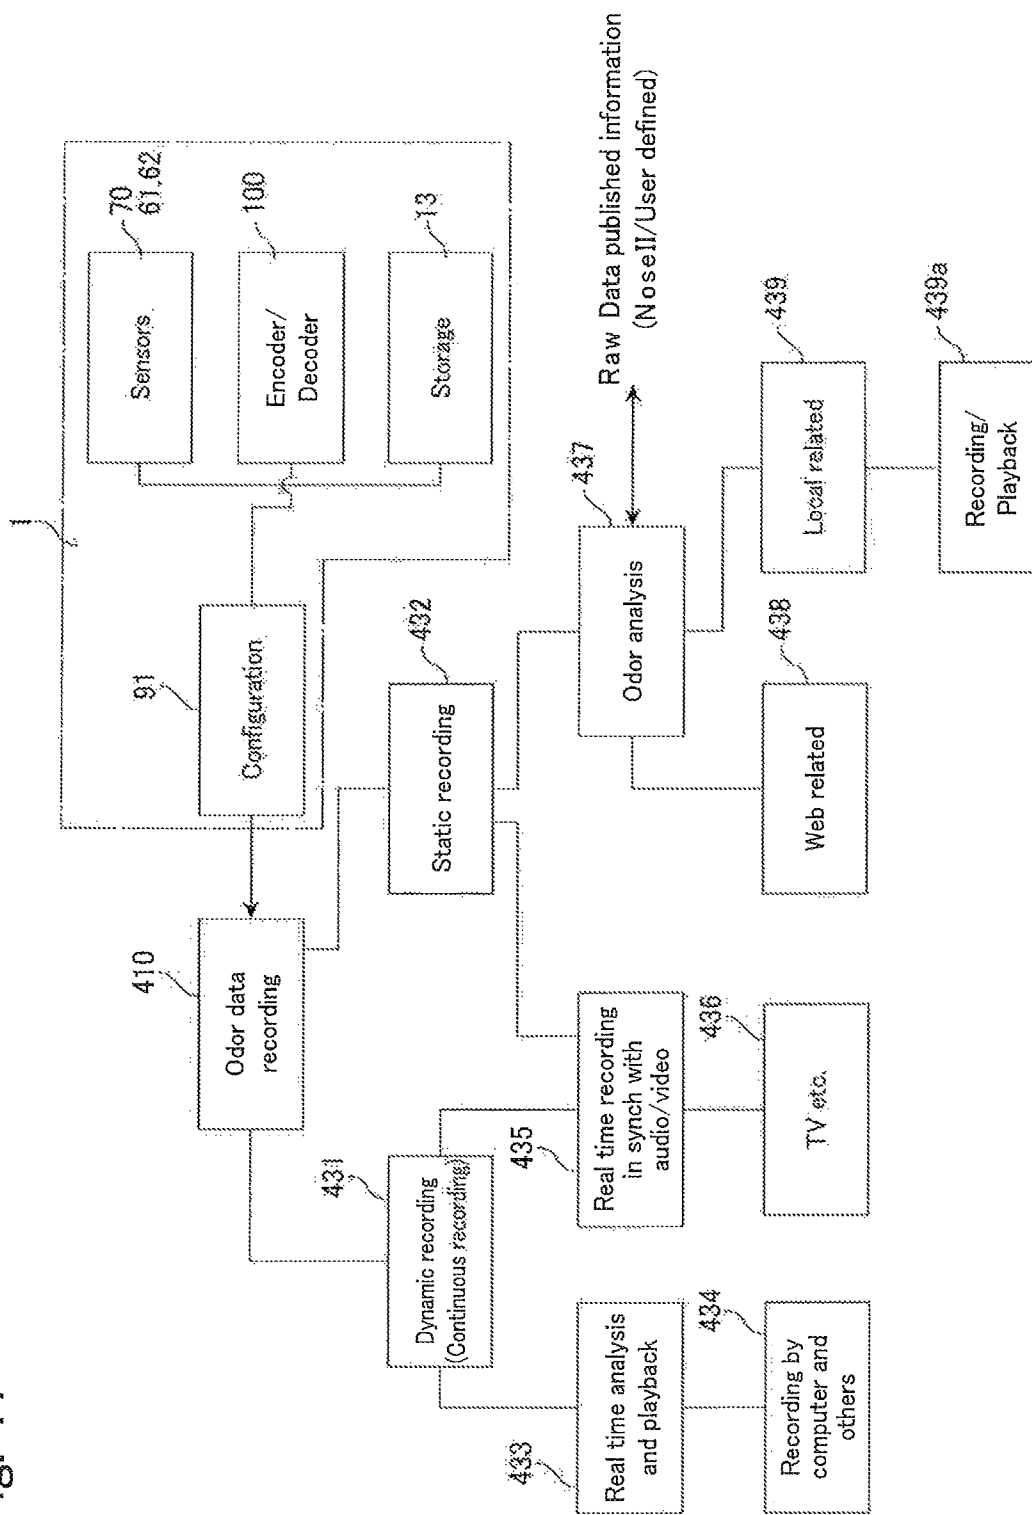 1
70
61,62
Sensors
100
Encoder/
Decoder
13
Storage
91
Configuration
410
Odor data
recording
431
Dynamic recording
(Continuous recording)
432
Static recording
433
Real time analysis
and playback
435
Real time recording
in synch with
audio/video
437
Odor analysis
Raw Data published information
(NoseII/User defined)
434
Recording by
computer and
others
436
TV etc.
438
Web related
439
Local related
439a
Recording/
Playback